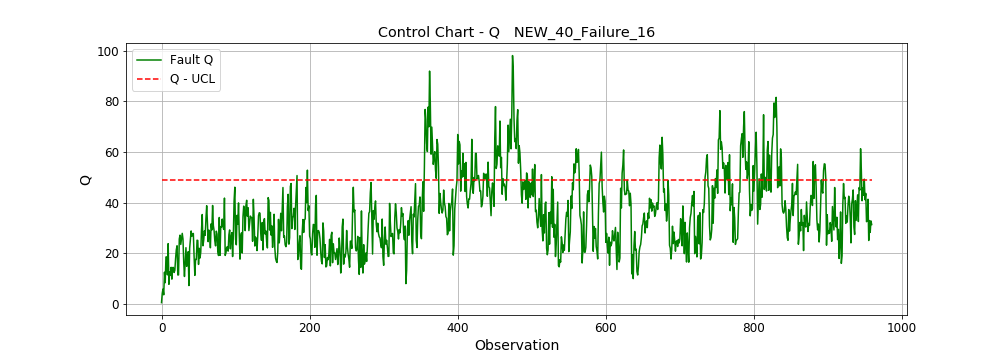 Control Chart - Q   NEW_40_Failure_16
100
80
60
40
20
0
Q
Fault Q
Q - UCL
0 200 400 600 800 1000
Observation